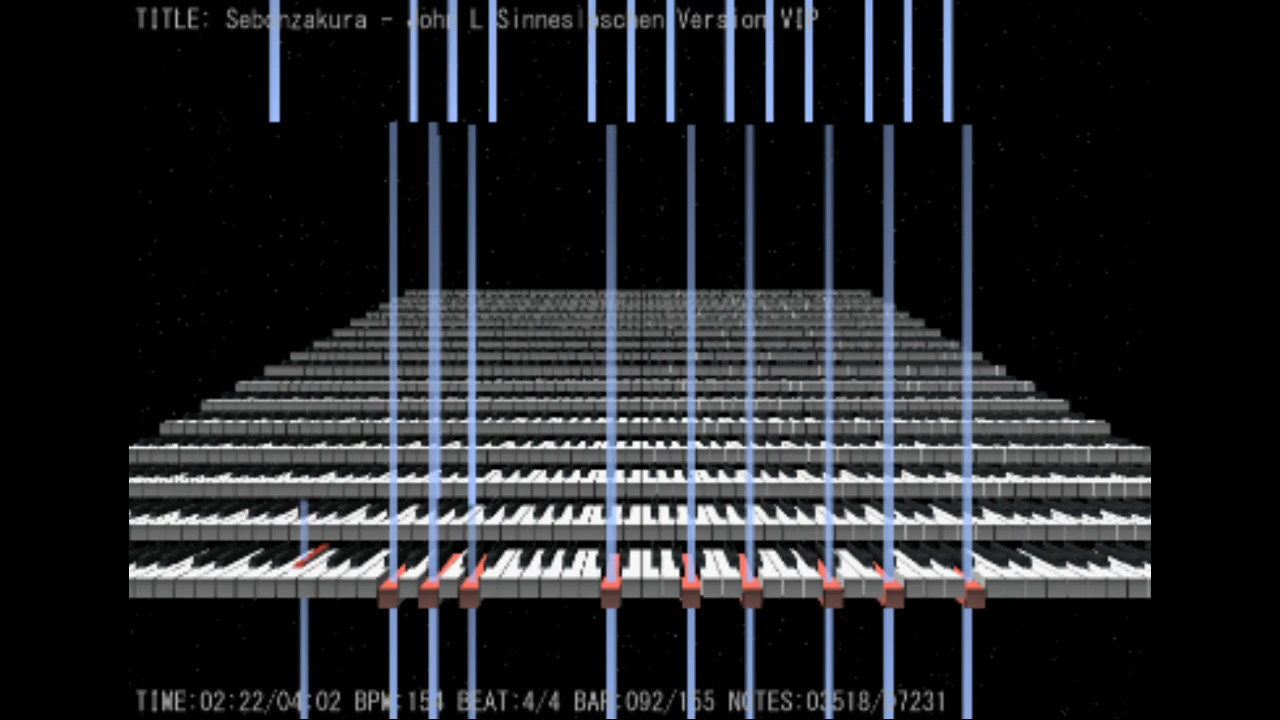 TITLE: Sebonzakura - John L Sinneslöschen Version VIP
TIME:02:22/04:02 BPM:154 BEAT:4/4 BAR:092/155 NOTES:03518/07231